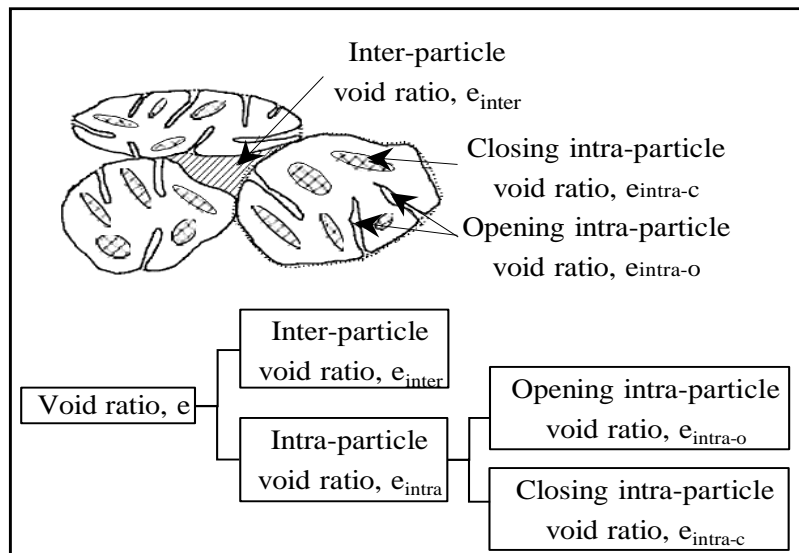 Inter-particle
void ratio, e_inter
Closing intra-particle
void ratio, e_intra-c
Opening intra-particle
void ratio, e_intra-o
Inter-particle
void ratio, e_inter
Void ratio, e
Intra-particle
void ratio, e_intra
Opening intra-particle
void ratio, e_intra-o
Closing intra-particle
void ratio, e_intra-c